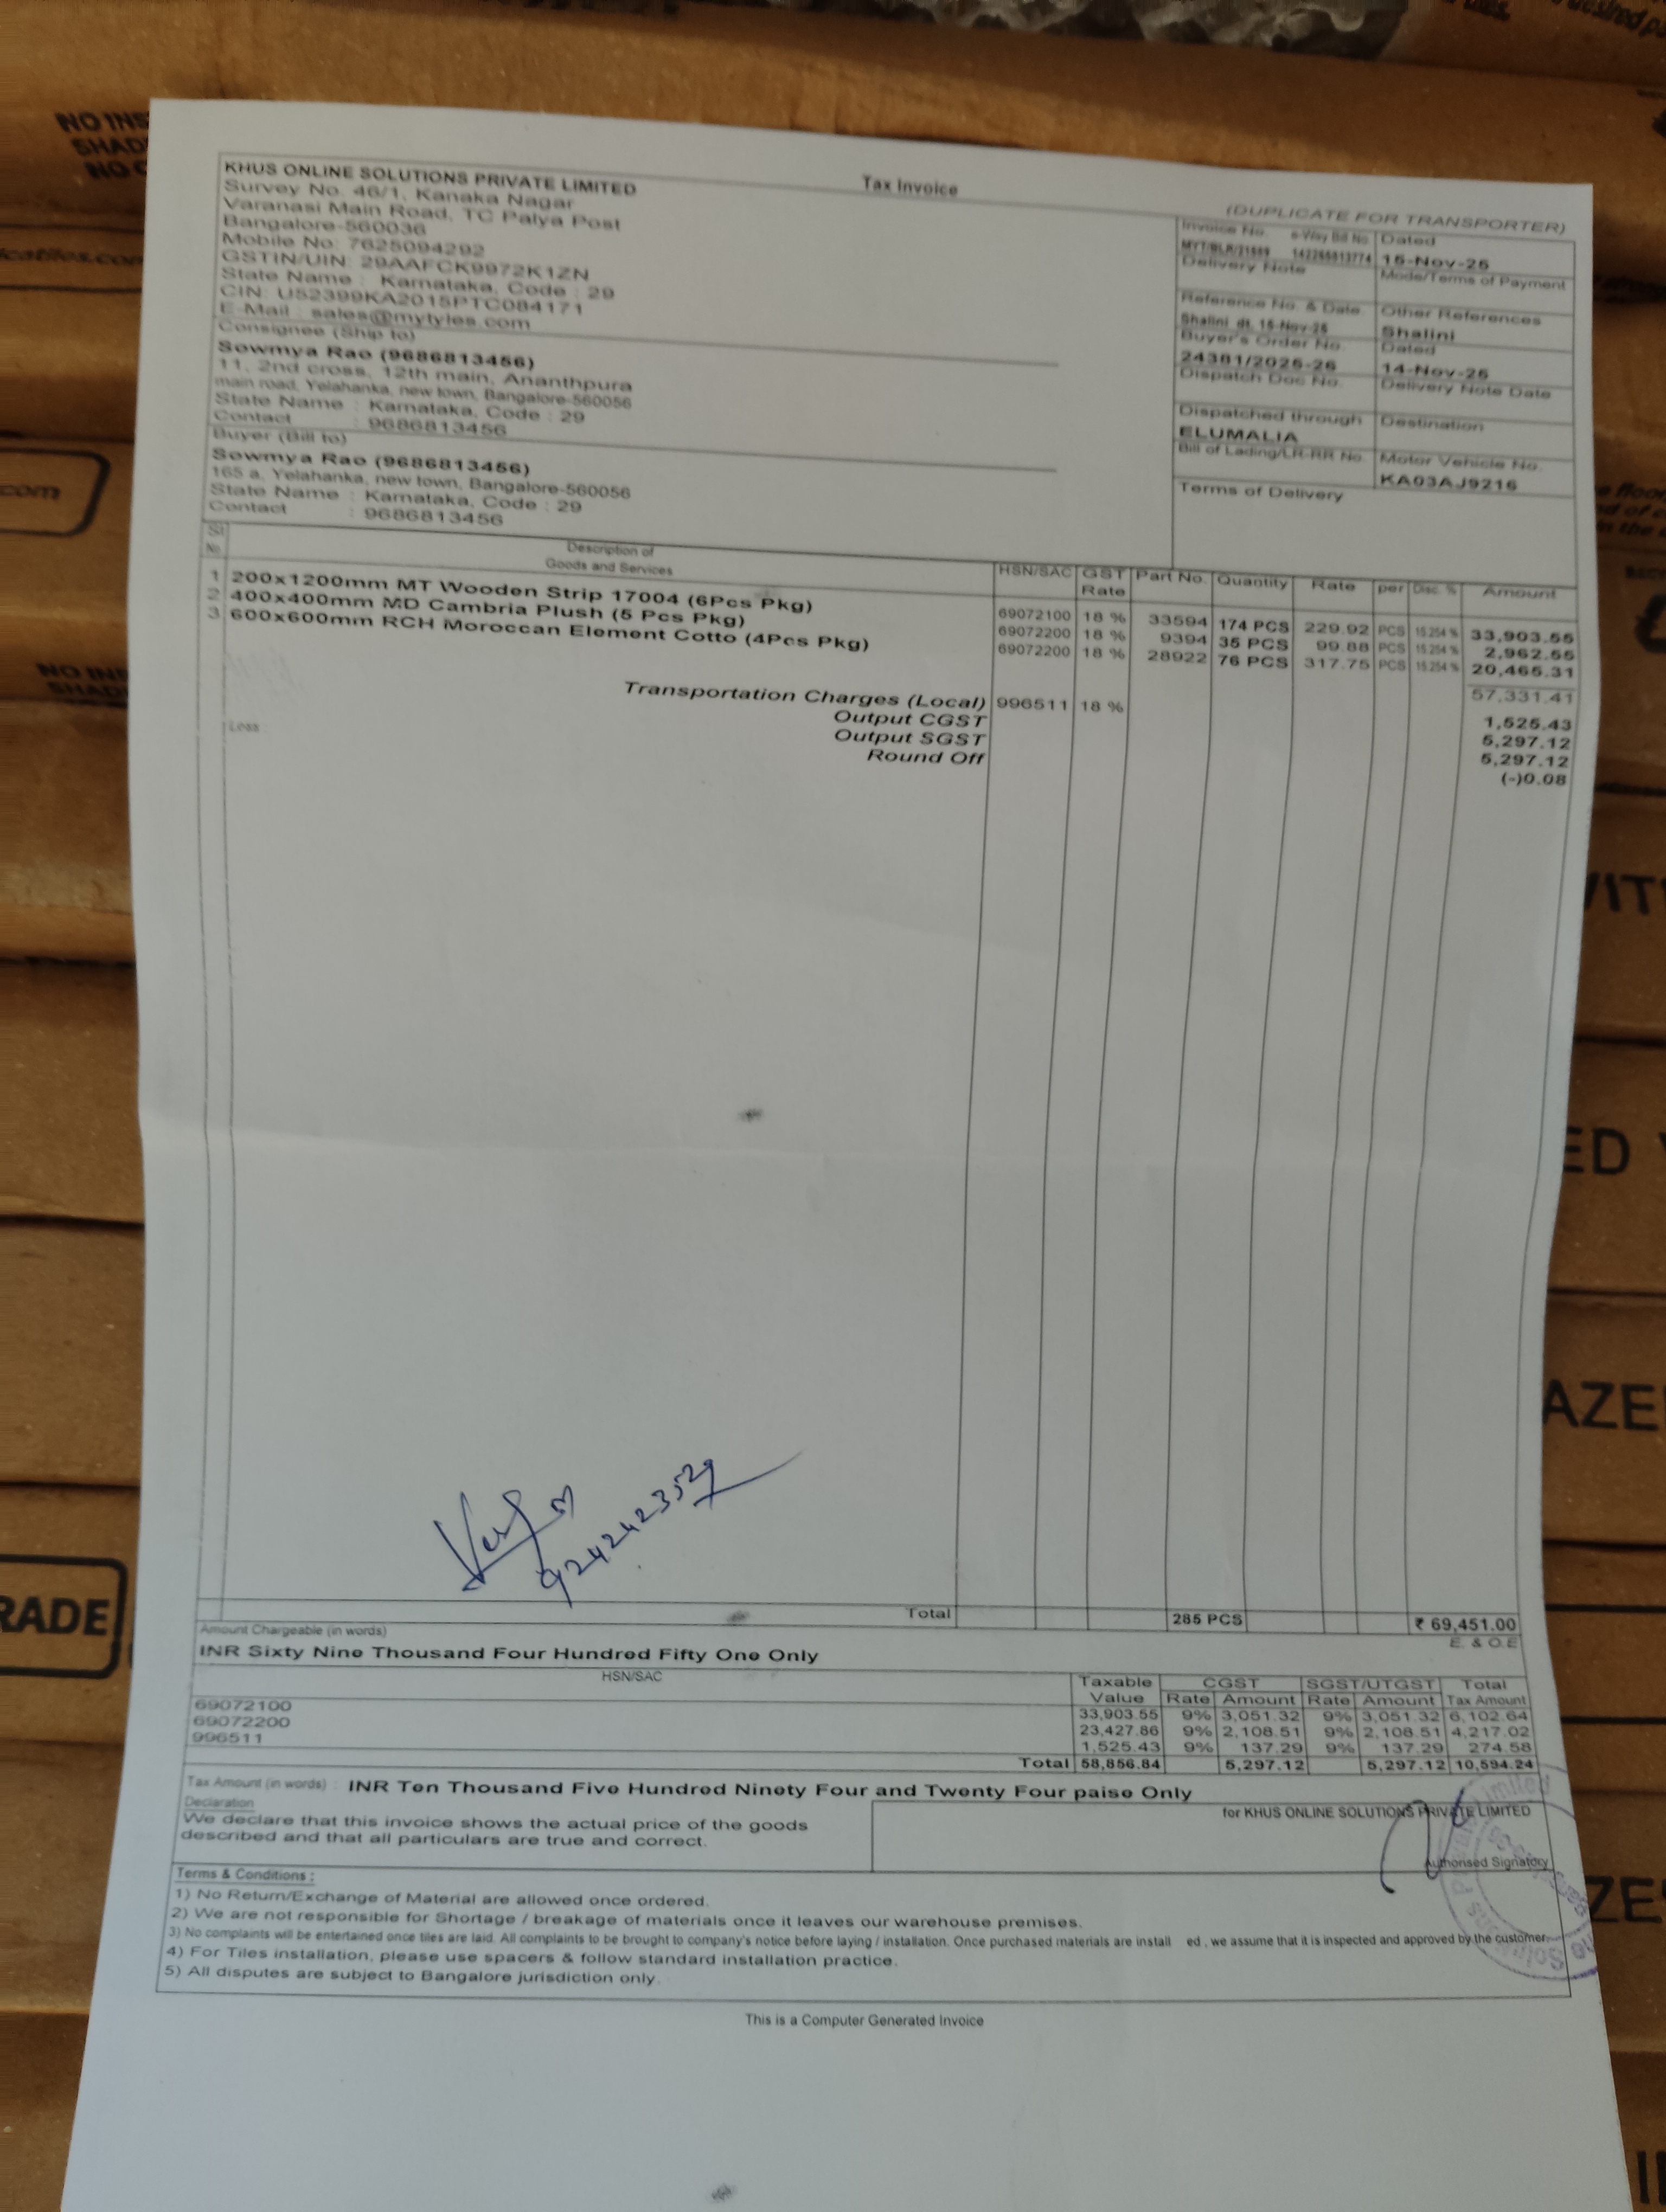 KHUS ONLINE SOLUTIONS PRIVATE LIMITED
Survey No. 46/1, Kanaka Nagar
Varanasi Main Road, TC Palya Post
Bangalore-560036
Mobile No: 7625094292
GSTIN/UIN: 29AAFCK9972K1ZN
State Name : Karnataka, Code : 29
CIN: U52399KA2015PTC084171
E-Mail : sales@mytyles.com
Consignee (Ship to)
Sowmya Rao (9686813456)
11, 2nd cross, 12th main, Ananthpura
main road, Yelahanka, new town, Bangalore-560056
State Name : Karnataka, Code : 29
Contact : 9686813456
Buyer (Bill to)
Sowmya Rao (9686813456)
165 a, Yelahanka, new town, Bangalore-560056
State Name : Karnataka, Code : 29
Contact : 9686813456
Tax Invoice
(DUPLICATE FOR TRANSPORTER)
Invoice No. e-Way Bill No. Dated
15-Nov-25
Delivery Note Mode/Terms of Payment
Reference No. & Date. Other References
Shalini dt. 15-Nov-25 Shalini
Buyer's Order No. Dated
24381/2025-26 14-Nov-25
Dispatch Doc No. Delivery Note Date
Dispatched through Destination
ELUMALIA
Bill of Lading/LR-RR No. Motor Vehicle No.
KA03AJ9216
Terms of Delivery
Sl No. Description of Goods and Services HSN/SAC GST Rate Part No. Quantity Rate per Disc. % Amount
1 200x1200mm MT Wooden Strip 17004 (6Pcs Pkg) 69072100 18 % 33594 174 PCS 229.92 PCS 15.254 % 33,903.55
2 400x400mm MD Cambria Plush (5 Pcs Pkg) 69072200 18 % 9394 35 PCS 99.88 PCS 15.254 % 2,962.55
3 600x600mm RCH Moroccan Element Cotto (4Pcs Pkg) 69072200 18 % 28922 76 PCS 317.75 PCS 15.254 % 20,465.31
57,331.41
Transportation Charges (Local) 996511 18 % 1,525.43
Output CGST 5,297.12
Output SGST 5,297.12
Less : Round Off (-)0.08
Total 285 PCS ₹ 69,451.00
Amount Chargeable (in words) E. & O.E
INR Sixty Nine Thousand Four Hundred Fifty One Only
HSN/SAC Taxable Value CGST Rate Amount SGST/UTGST Rate Amount Total Tax Amount
69072100 33,903.55 9% 3,051.32 9% 3,051.32 6,102.64
69072200 23,427.86 9% 2,108.51 9% 2,108.51 4,217.02
996511 1,525.43 9% 137.29 9% 137.29 274.58
Total 58,856.84 5,297.12 5,297.12 10,594.24
Tax Amount (in words) : INR Ten Thousand Five Hundred Ninety Four and Twenty Four paise Only
Declaration
We declare that this invoice shows the actual price of the goods
described and that all particulars are true and correct.
for KHUS ONLINE SOLUTIONS PRIVATE LIMITED
Authorised Signatory
Terms & Conditions :
1) No Return/Exchange of Material are allowed once ordered.
2) We are not responsible for Shortage / breakage of materials once it leaves our warehouse premises.
3) No complaints will be entertained once tiles are laid. All complaints to be brought to company's notice before laying / installation. Once purchased materials are install ed , we assume that it is inspected and approved by the customer
4) For Tiles installation, please use spacers & follow standard installation practice.
5) All disputes are subject to Bangalore jurisdiction only.
This is a Computer Generated Invoice
RADE
AZE